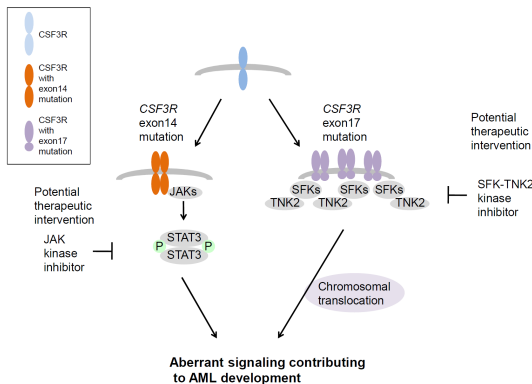 CSF3R
CSF3R
with
exon14
mutation
CSF3R
with
exon17
mutation
CSF3R
exon14
mutation
CSF3R
exon17
mutation
Potential
therapeutic
intervention
JAKs
SFKs
SFKs
SFKs
TNK2
TNK2
TNK2
SFK-TNK2
kinase
inhibitor
Potential
therapeutic
intervention
JAK
kinase
inhibitor
STAT3
P
P
STAT3
Chromosomal
translocation
Aberrant signaling contributing
to AML development